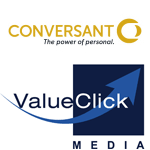 CONVERSANT
The power of personal.
ValueClick
MEDIA